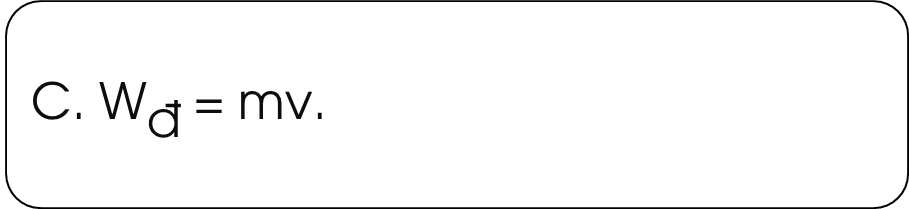 C. Wđ = mv.